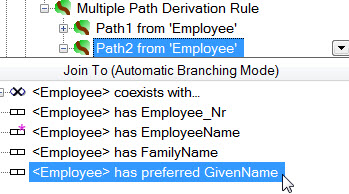 Multiple Path Derivation Rule
Path1 from 'Employee'
Path2 from 'Employee'
Join To (Automatic Branching Mode)
<Employee> coexists with...
<Employee> has Employee_Nr
<Employee> has EmployeeName
<Employee> has FamilyName
<Employee> has preferred GivenName